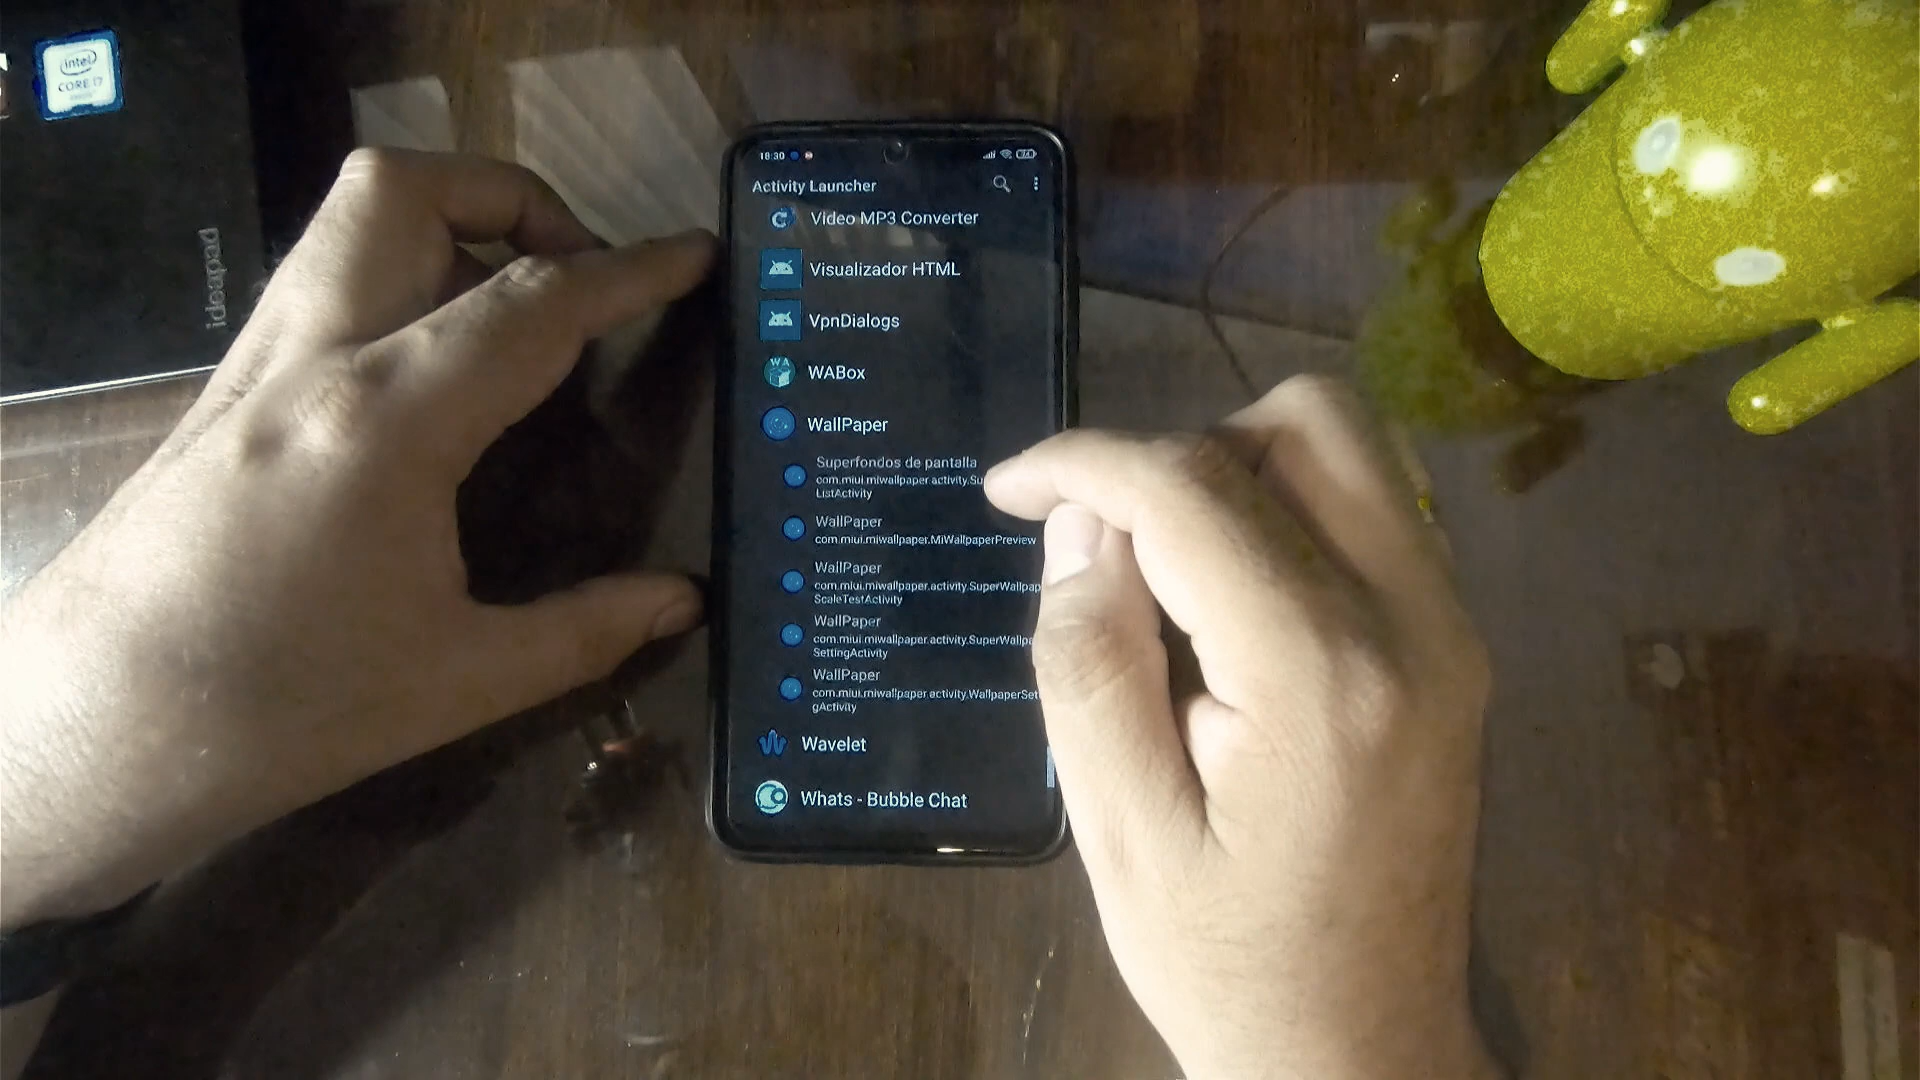 intel
CORE i7
ideapad
18:30
Activity Launcher
Video MP3 Converter
Visualizador HTML
VpnDialogs
WA
WABox
WallPaper
Superfondos de pantalla
com.miui.miwallpaper.activity.Su
ListActivity
WallPaper
com.miui.miwallpaper.MiWallpaperPreview
WallPaper
com.miui.miwallpaper.activity.SuperWallpap
ScaleTestActivity
WallPaper
com.miui.miwallpaper.activity.SuperWallpa
SettingActivity
WallPaper
com.miui.miwallpaper.activity.WallpaperSet
gActivity
Wavelet
Whats - Bubble Chat